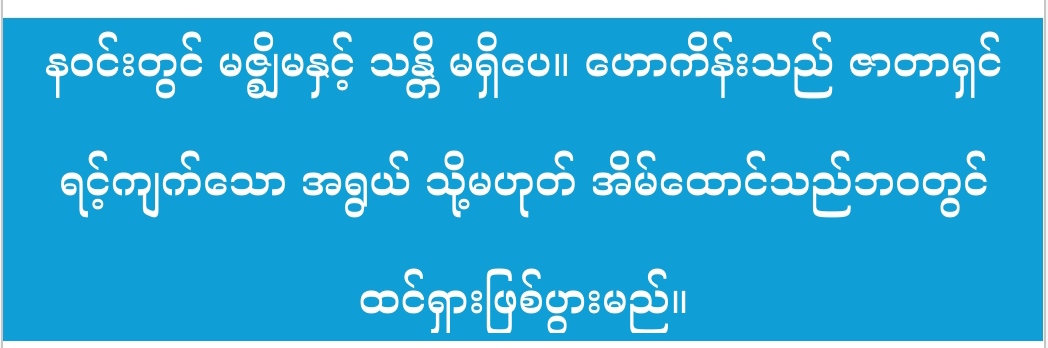 နဝင်းတွင် မဇ္ဈိမနှင့် သန္တိ မရှိပေ။ ဟောကိန်းသည် ဇာတာရှင်
ရင့်ကျက်သော အရွယ် သို့မဟုတ် အိမ်ထောင်သည်ဘဝတွင်
ထင်ရှားဖြစ်ပွားမည်။